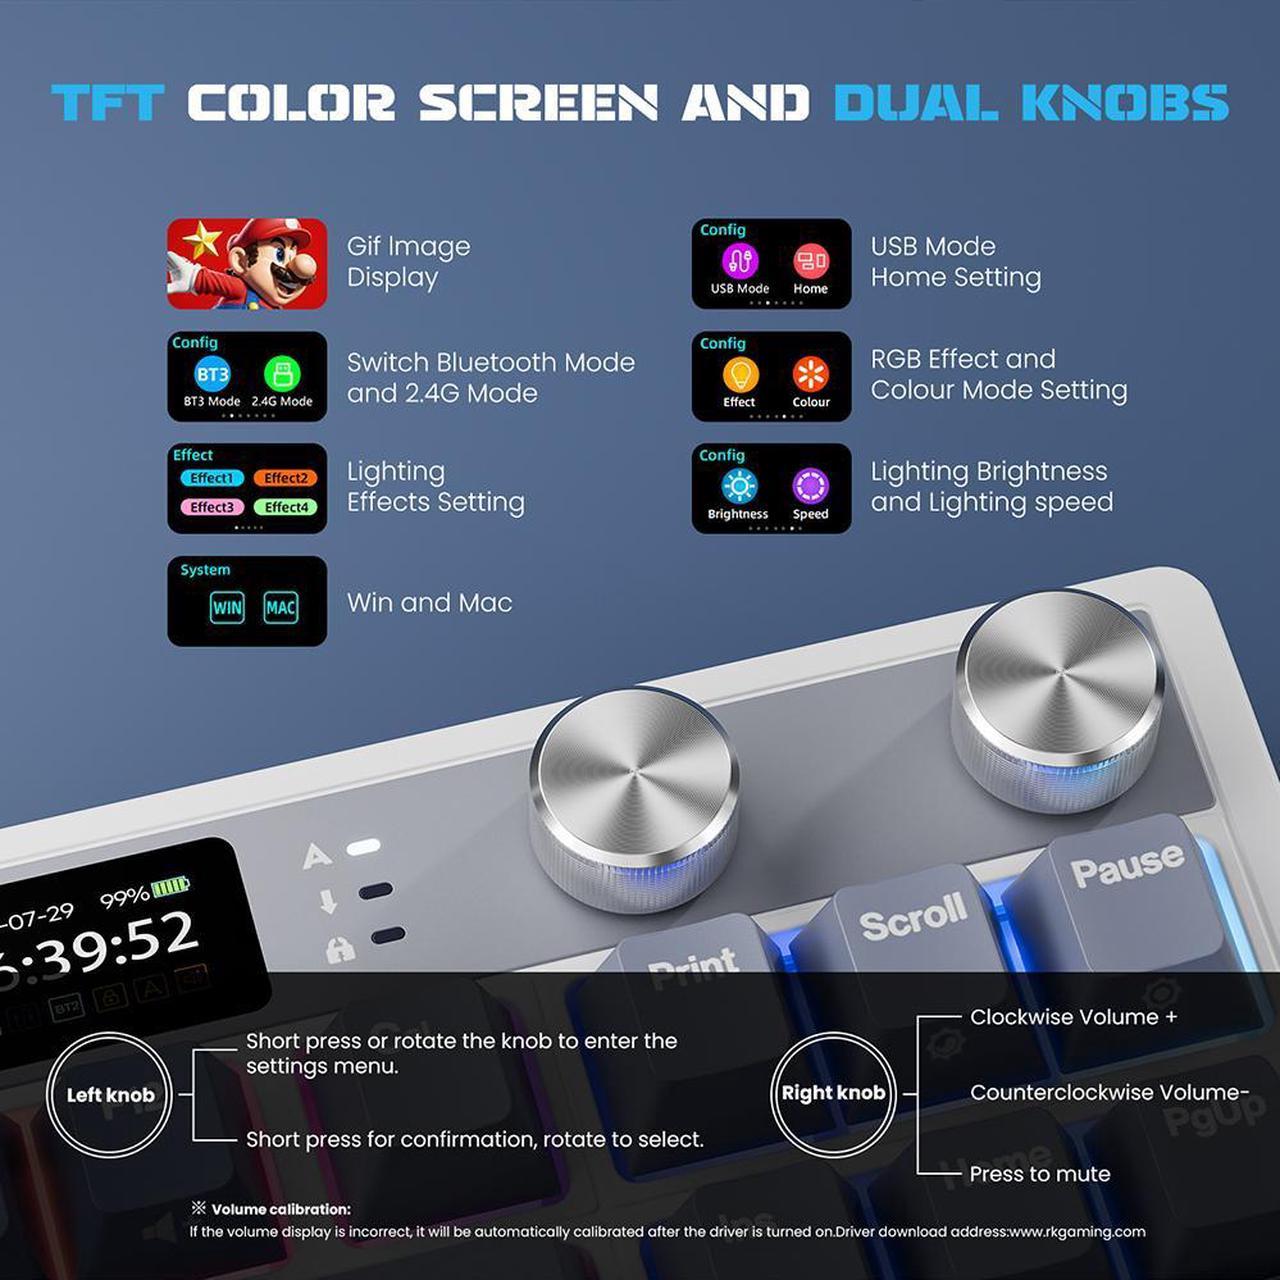 TFT COLOR SCREEN AND DUAL KNOBS
Gif Image
Display
Config
BT3
BT3 Mode 2.4G Mode
Switch Bluetooth Mode
and 2.4G Mode
Effect
Effect1 Effect2
Effect3 Effect4
Lighting
Effects Setting
System
WIN MAC
Win and Mac
Config
USB Mode Home
USB Mode
Home Setting
Config
Effect Colour
RGB Effect and
Colour Mode Setting
Config
Brightness Speed
Lighting Brightness
and Lighting speed
-07-29 99%
:39:52
BT2
A
A
Print
Scroll
Pause
PgUp
Home
Ins
F12
Left knob
Short press or rotate the knob to enter the
settings menu.
Short press for confirmation, rotate to select.
Right knob
Clockwise Volume +
Counterclockwise Volume-
Press to mute
※ Volume calibration:
If the volume display is incorrect, it will be automatically calibrated after the driver is turned on.Driver download address:www.rkgaming.com